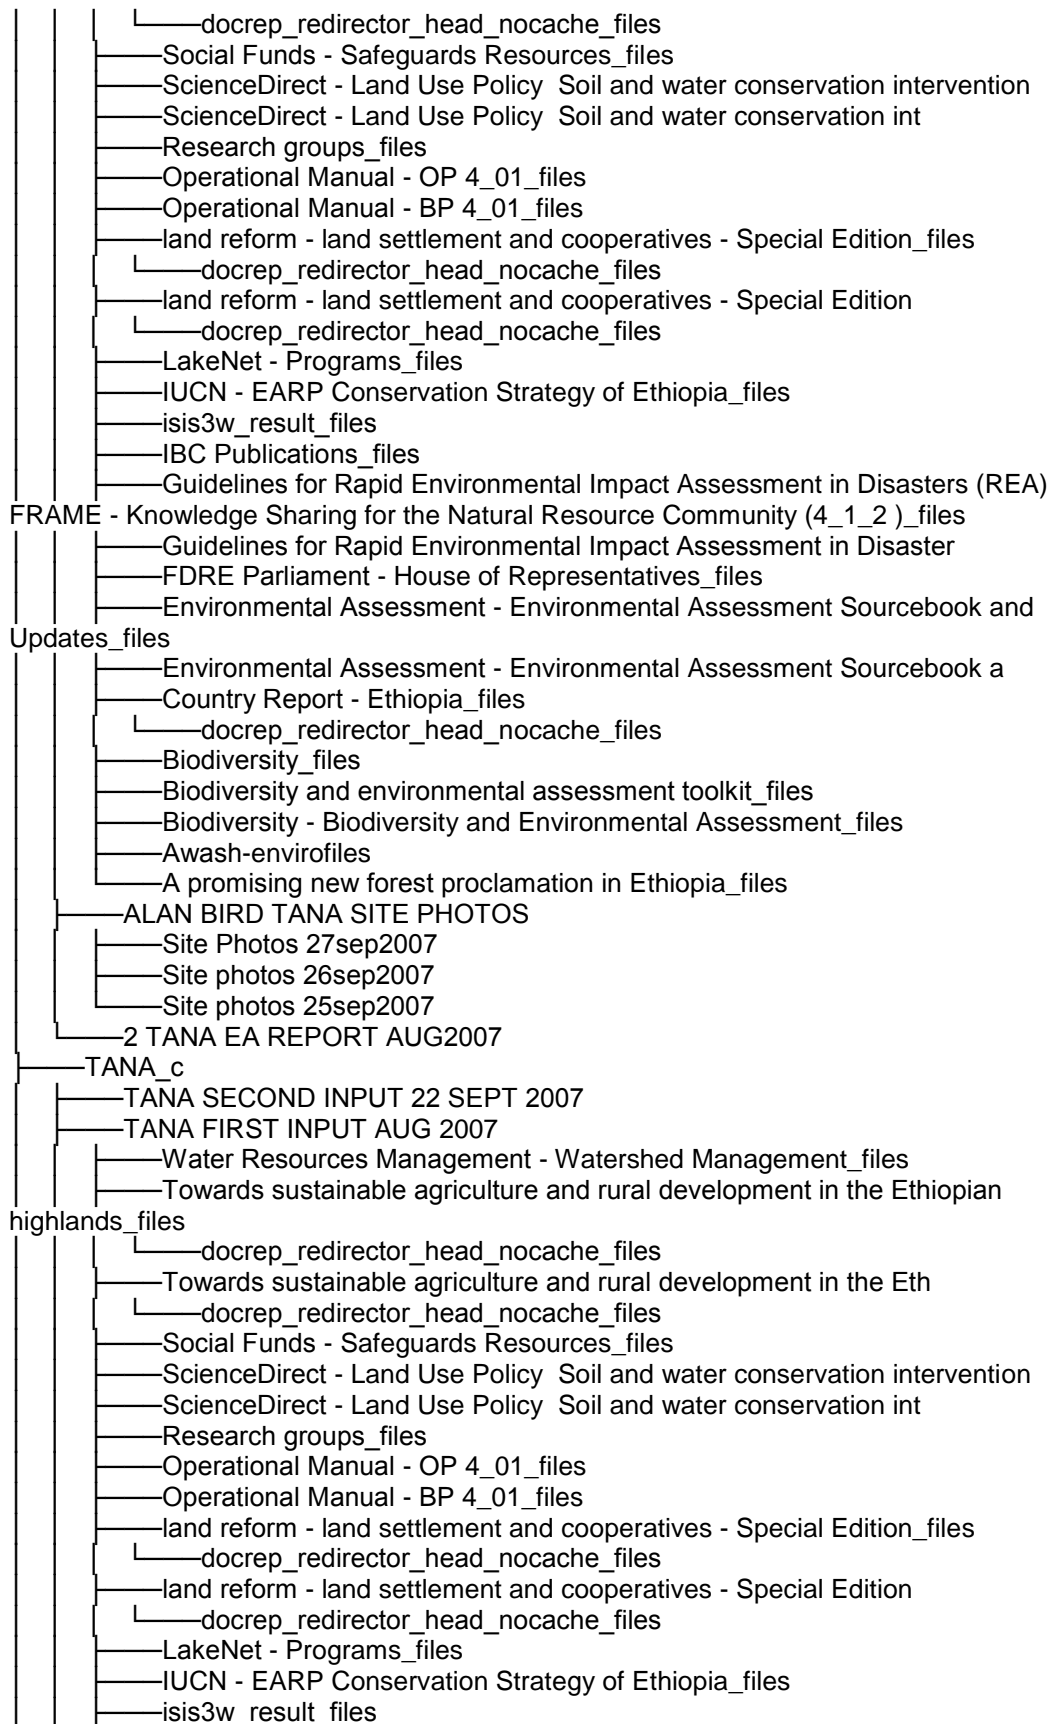 │ │ │ └────docrep_redirector_head_nocache_files
│ │ ├────Social Funds - Safeguards Resources_files
│ │ ├────ScienceDirect - Land Use Policy  Soil and water conservation intervention
│ │ ├────ScienceDirect - Land Use Policy  Soil and water conservation int
│ │ ├────Research groups_files
│ │ ├────Operational Manual - OP 4_01_files
│ │ ├────Operational Manual - BP 4_01_files
│ │ ├────land reform - land settlement and cooperatives - Special Edition_files
│ │ │ └────docrep_redirector_head_nocache_files
│ │ ├────land reform - land settlement and cooperatives - Special Edition
│ │ │ └────docrep_redirector_head_nocache_files
│ │ ├────LakeNet - Programs_files
│ │ ├────IUCN - EARP Conservation Strategy of Ethiopia_files
│ │ ├────isis3w_result_files
│ │ ├────IBC Publications_files
│ │ ├────Guidelines for Rapid Environmental Impact Assessment in Disasters (REA)
FRAME - Knowledge Sharing for the Natural Resource Community (4_1_2 )_files
│ │ ├────Guidelines for Rapid Environmental Impact Assessment in Disaster
│ │ ├────FDRE Parliament - House of Representatives_files
│ │ ├────Environmental Assessment - Environmental Assessment Sourcebook and
Updates_files
│ │ ├────Environmental Assessment - Environmental Assessment Sourcebook a
│ │ ├────Country Report - Ethiopia_files
│ │ │ └────docrep_redirector_head_nocache_files
│ │ ├────Biodiversity_files
│ │ ├────Biodiversity and environmental assessment toolkit_files
│ │ ├────Biodiversity - Biodiversity and Environmental Assessment_files
│ │ ├────Awash-envirofiles
│ │ └────A promising new forest proclamation in Ethiopia_files
│ ├────ALAN BIRD TANA SITE PHOTOS
│ │ ├────Site Photos 27sep2007
│ │ ├────Site photos 26sep2007
│ │ └────Site photos 25sep2007
│ └────2 TANA EA REPORT AUG2007
├────TANA_c
│ ├────TANA SECOND INPUT 22 SEPT 2007
│ ├────TANA FIRST INPUT AUG 2007
│ │ ├────Water Resources Management - Watershed Management_files
│ │ ├────Towards sustainable agriculture and rural development in the Ethiopian
highlands_files
│ │ │ └────docrep_redirector_head_nocache_files
│ │ ├────Towards sustainable agriculture and rural development in the Eth
│ │ │ └────docrep_redirector_head_nocache_files
│ │ ├────Social Funds - Safeguards Resources_files
│ │ ├────ScienceDirect - Land Use Policy  Soil and water conservation intervention
│ │ ├────ScienceDirect - Land Use Policy  Soil and water conservation int
│ │ ├────Research groups_files
│ │ ├────Operational Manual - OP 4_01_files
│ │ ├────Operational Manual - BP 4_01_files
│ │ ├────land reform - land settlement and cooperatives - Special Edition_files
│ │ │ └────docrep_redirector_head_nocache_files
│ │ ├────land reform - land settlement and cooperatives - Special Edition
│ │ │ └────docrep_redirector_head_nocache_files
│ │ ├────LakeNet - Programs_files
│ │ ├────IUCN - EARP Conservation Strategy of Ethiopia_files
│ │ ├────isis3w_result_files